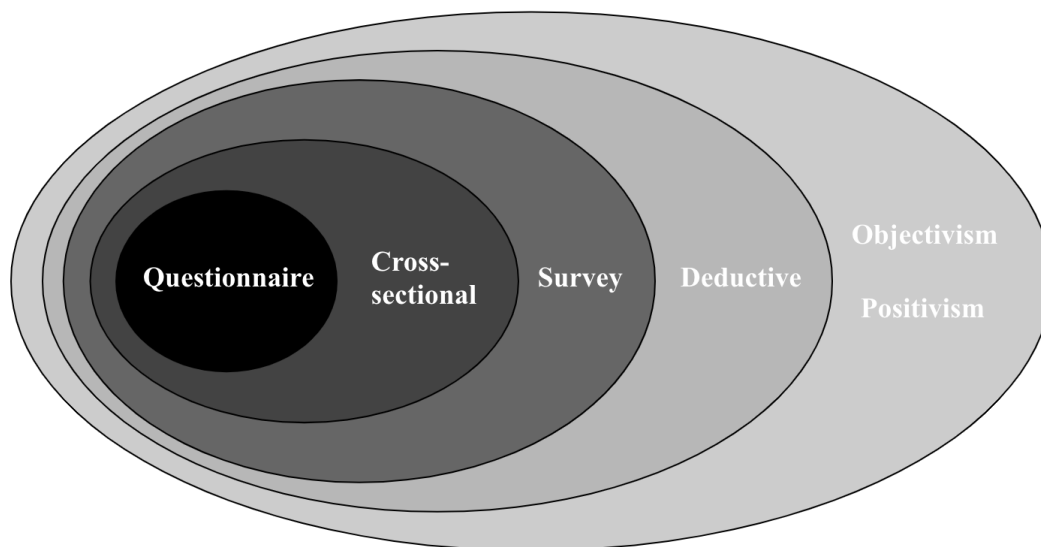 Questionnaire
Cross-
sectional
Survey
Deductive
Objectivism
Positivism